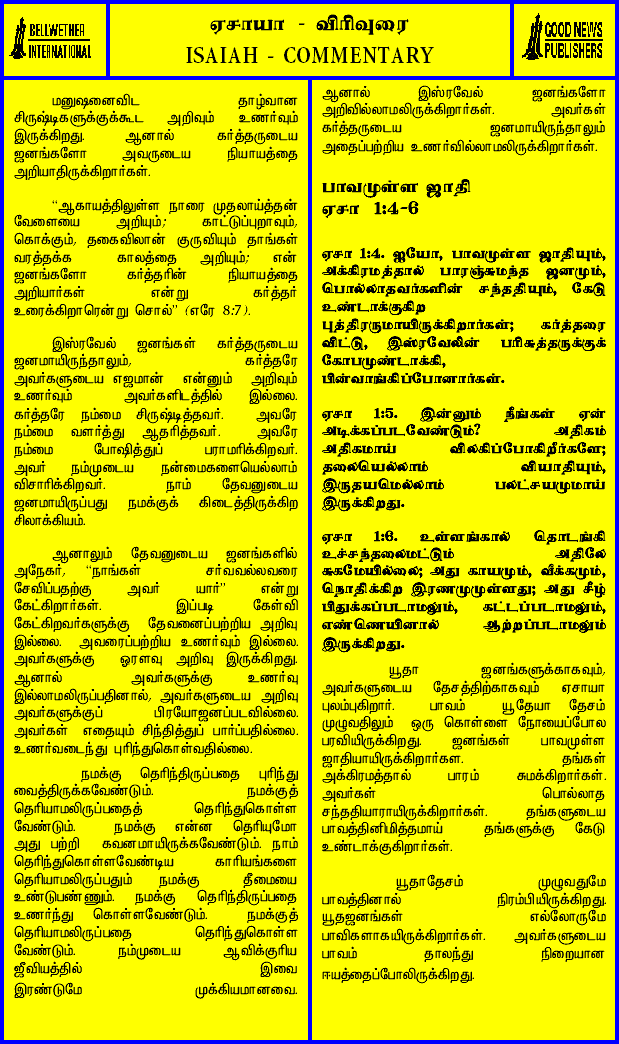 BELLWETHER
INTERNATIONAL
ஏசாயா - விரிவுரை
ISAIAH - COMMENTARY
GOOD NEWS
PUBLISHERS
மனுஷனைவிட தாழ்வான
சிருஷ்டிகளுக்குக்கூட அறிவும் உணர்வும்
இருக்கிறது. ஆனால் கர்த்தருடைய
ஜனங்களோ அவருடைய நியாயத்தை
அறியாதிருக்கிறார்கள்.
“ஆகாயத்திலுள்ள நாரை முதலாய்த்தன்
வேளையை அறியும்; காட்டுப்புறாவும்,
கொக்கும், தகைவிலான் குருவியும் தாங்கள்
வரத்தக்க காலத்தை அறியும்; என்
ஜனங்களோ கர்த்தரின் நியாயத்தை
அறியார்கள் என்று கர்த்தர்
உரைக்கிறாரென்று சொல்” (எரே 8:7).
இஸ்ரவேல் ஜனங்கள் கர்த்தருடைய
ஜனமாயிருந்தாலும், கர்த்தரே
அவர்களுடைய எஜமான் என்னும் அறிவும்
உணர்வும் அவர்களிடத்தில் இல்லை.
கர்த்தரே நம்மை சிருஷ்டித்தவர். அவரே
நம்மை வளர்த்து ஆதரித்தவர். அவரே
நம்மை போஷித்துப் பராமரிக்கிறவர்.
அவர் நம்முடைய நன்மைகளையெல்லாம்
விசாரிக்கிறவர். நாம் தேவனுடைய
ஜனமாயிருப்பது நமக்குக் கிடைத்திருக்கிற
சிலாக்கியம்.
ஆனாலும் தேவனுடைய ஜனங்களில்
அநேகர், “நாங்கள் சர்வவல்லவரை
சேவிப்பதற்கு அவர் யார்” என்று
கேட்கிறார்கள். இப்படி கேள்வி
கேட்கிறவர்களுக்கு தேவனைப்பற்றிய அறிவு
இல்லை. அவரைப்பற்றிய உணர்வும் இல்லை.
அவர்களுக்கு ஓரளவு அறிவு இருக்கிறது.
ஆனால் அவர்களுக்கு உணர்வு
இல்லாமலிருப்பதினால், அவர்களுடைய அறிவு
அவர்களுக்குப் பிரயோஜனப்படவில்லை.
அவர்கள் எதையும் சிந்தித்துப் பார்ப்பதில்லை.
உணர்வடைந்து புரிந்துகொள்வதில்லை.
நமக்கு தெரிந்திருப்பதை புரிந்து
வைத்திருக்கவேண்டும். நமக்குத்
தெரியாமலிருப்பதைத் தெரிந்துகொள்ள
வேண்டும். நமக்கு என்ன தெரியுமோ
அது பற்றி கவனமாயிருக்கவேண்டும். நாம்
தெரிந்துகொள்ளவேண்டிய காரியங்களை
தெரியாமலிருப்பதும் நமக்கு தீமையை
உண்டுபண்ணும். நமக்கு தெரிந்திருப்பதை
உணர்ந்து கொள்ளவேண்டும். நமக்குத்
தெரியாமலிருப்பதை தெரிந்துகொள்ள
வேண்டும். நம்முடைய ஆவிக்குரிய
ஜீவியத்தில் இவை
இரண்டுமே முக்கியமானவை.
ஆனால் இஸ்ரவேல் ஜனங்களோ
அறிவில்லாமலிருக்கிறார்கள். அவர்கள்
கர்த்தருடைய ஜனமாயிருந்தாலும்
அதைப்பற்றிய உணர்வில்லாமலிருக்கிறார்கள்.
பாவமுள்ள ஜாதி
ஏசா 1:4-6
ஏசா 1:4. ஐயோ, பாவமுள்ள ஜாதியும்,
அக்கிரமத்தால் பாரஞ்சுமந்த ஜனமும்,
பொல்லாதவர்களின் சந்ததியும், கேடு
உண்டாக்குகிற
புத்திரருமாயிருக்கிறார்கள்; கர்த்தரை
விட்டு, இஸ்ரவேலின் பரிசுத்தருக்குக்
கோபமுண்டாக்கி,
பின்வாங்கிப்போனார்கள்.
ஏசா 1:5. இன்னும் நீங்கள் ஏன்
அடிக்கப்படவேண்டும்? அதிகம்
அதிகமாய் விலகிப்போகிறீர்களே;
தலையெல்லாம் வியாதியும்,
இருதயமெல்லாம் பலட்சயமுமாய்
இருக்கிறது.
ஏசா 1:6. உள்ளங்கால் தொடங்கி
உச்சந்தலைமட்டும் அதிலே
சுகமேயில்லை; அது காயமும், வீக்கமும்,
நொதிக்கிற இரணமுமுள்ளது; அது சீழ்
பிதுக்கப்படாமலும், கட்டப்படாமலும்,
எண்ணெயினால் ஆற்றப்படாமலும்
இருக்கிறது.
யூதா ஜனங்களுக்காகவும்,
அவர்களுடைய தேசத்திற்காகவும் ஏசாயா
புலம்புகிறார். பாவம் யூதேயா தேசம்
முழுவதிலும் ஒரு கொள்ளை நோயைப்போல
பரவியிருக்கிறது. ஜனங்கள் பாவமுள்ள
ஜாதியாயிருக்கிறார்கள. தங்கள்
அக்கிரமத்தால் பாரம் சுமக்கிறார்கள்.
அவர்கள் பொல்லாத
சந்ததியாராயிருக்கிறார்கள். தங்களுடைய
பாவத்தினிமித்தமாய் தங்களுக்கு கேடு
உண்டாக்குகிறார்கள்.
யூதாதேசம் முழுவதுமே
பாவத்தினால் நிரம்பியிருக்கிறது.
யூதஜனங்கள் எல்லோருமே
பாவிகளாகயிருக்கிறார்கள். அவர்களுடைய
பாவம் தாலந்து நிறையான
ஈயத்தைப்போலிருக்கிறது.